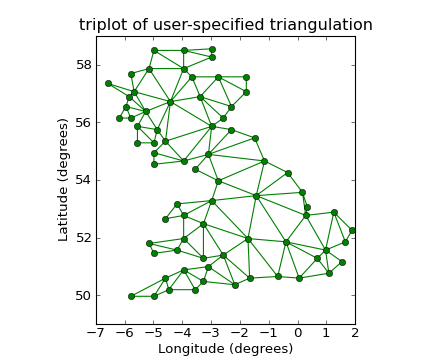 triplot of user-specified triangulation
Latitude (degrees)
58
56
54
52
50
−7 −6 −5 −4 −3 −2 −1 0 1 2
Longitude (degrees)